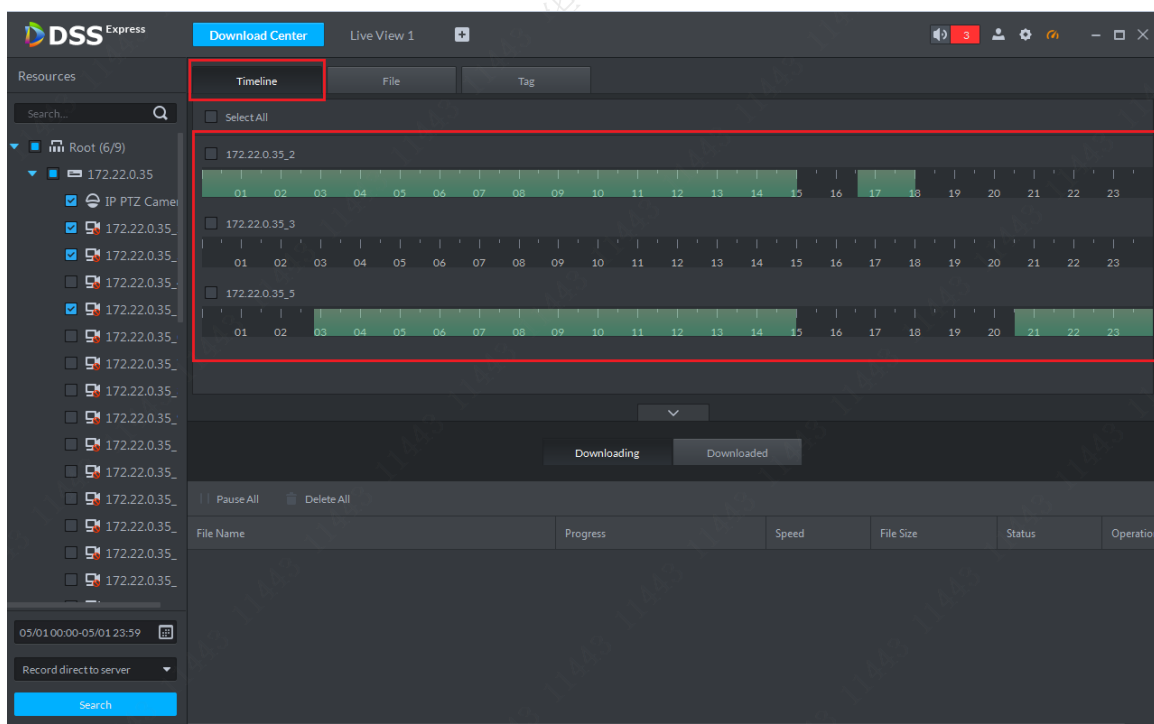 DSS Express
Download Center
Live View 1
3
Resources
Timeline
File
Tag
Search...
Select All
Root (6/9)
172.22.0.35
IP PTZ Camer
172.22.0.35_
172.22.0.35_
172.22.0.35_
172.22.0.35_
172.22.0.35_
172.22.0.35_
172.22.0.35_
172.22.0.35_
172.22.0.35_
172.22.0.35_
172.22.0.35_
172.22.0.35_
172.22.0.35_
172.22.0.35_
172.22.0.35_2
01 02 03 04 05 06 07 08 09 10 11 12 13 14 15 16 17 18 19 20 21 22 23
172.22.0.35_3
01 02 03 04 05 06 07 08 09 10 11 12 13 14 15 16 17 18 19 20 21 22 23
172.22.0.35_5
01 02 03 04 05 06 07 08 09 10 11 12 13 14 15 16 17 18 19 20 21 22 23
Downloading
Downloaded
Pause All
Delete All
File Name Progress Speed File Size Status Operatio
05/01 00:00-05/01 23:59
Record direct to server
Search
11443 11443